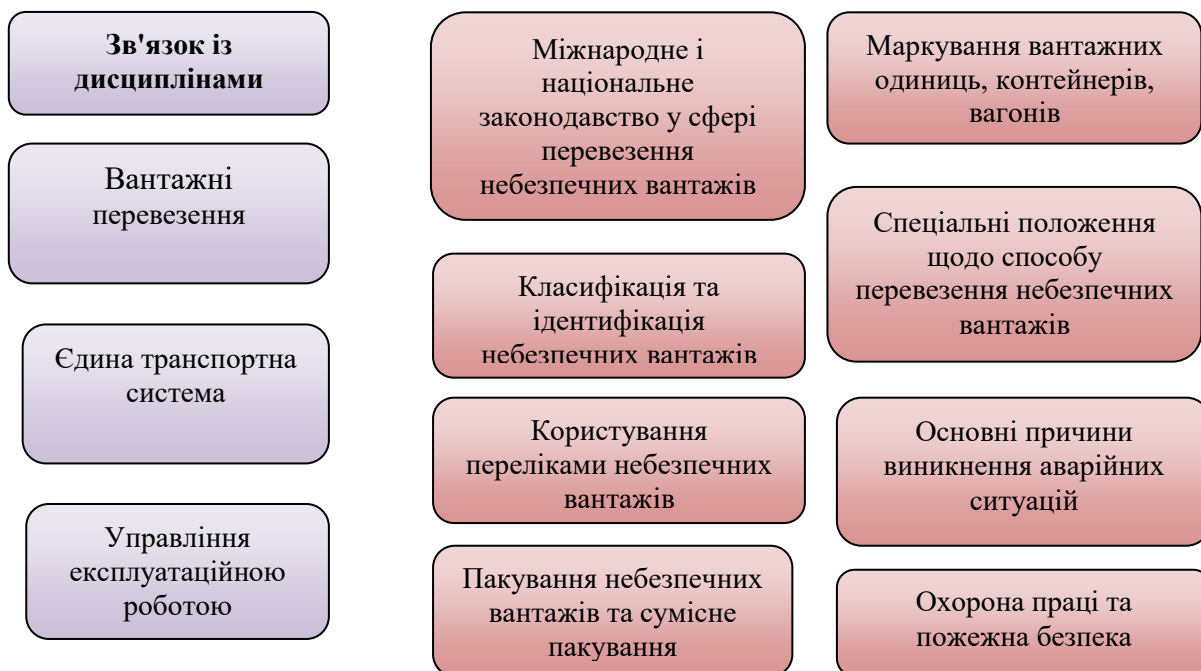 Зв'язок із
дисциплінами
Вантажні
перевезення
Єдина транспортна
система
Управління
експлуатаційною
роботою
Міжнародне і
національне
законодавство у сфері
перевезення
небезпечних вантажів
Класифікація та
ідентифікація
небезпечних вантажів
Користування
переліками небезпечних
вантажів
Пакування небезпечних
вантажів та сумісне
пакування
Маркування вантажних
одиниць, контейнерів,
вагонів
Спеціальні положення
щодо способу
перевезення небезпечних
вантажів
Основні причини
виникнення аварійних
ситуацій
Охорона праці та
пожежна безпека